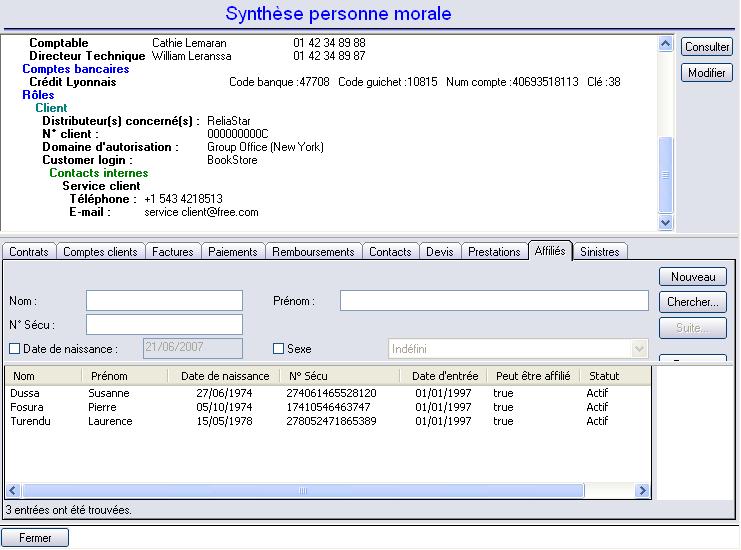 Synthèse personne morale
Comptable Cathie Lemaran 01 42 34 89 88
Directeur Technique William Leranssa 01 42 34 89 87
Comptes bancaires
Crédit Lyonnais Code banque :47708 Code guichet :10815 Num compte :40693518113 Clé :38
Rôles
Client
Distributeur(s) concerné(s) : ReliaStar
N° client : 000000000C
Domaine d'autorisation : Group Office (New York)
Customer login : BookStore
Contacts internes
Service client
Téléphone : +1 543 4218513
E-mail : service client@free.com
Consulter
Modifier
Contrats Comptes clients Factures Paiements Remboursements Contacts Devis Prestations Affiliés Sinistres
Nouveau
Nom : Prénom : Chercher...
N° Sécu : Suite...
Date de naissance : 21/06/2007 Sexe Indéfini
Nom Prénom Date de naissance N° Sécu Date d'entrée Peut être affilié Statut
Dussa Susanne 27/06/1974 274061465528120 01/01/1997 true Actif
Fosura Pierre 05/10/1974 17410546463747 01/01/1997 true Actif
Turendu Laurence 15/05/1978 278052471865389 01/01/1997 true Actif
3 entrées ont été trouvées.
Fermer